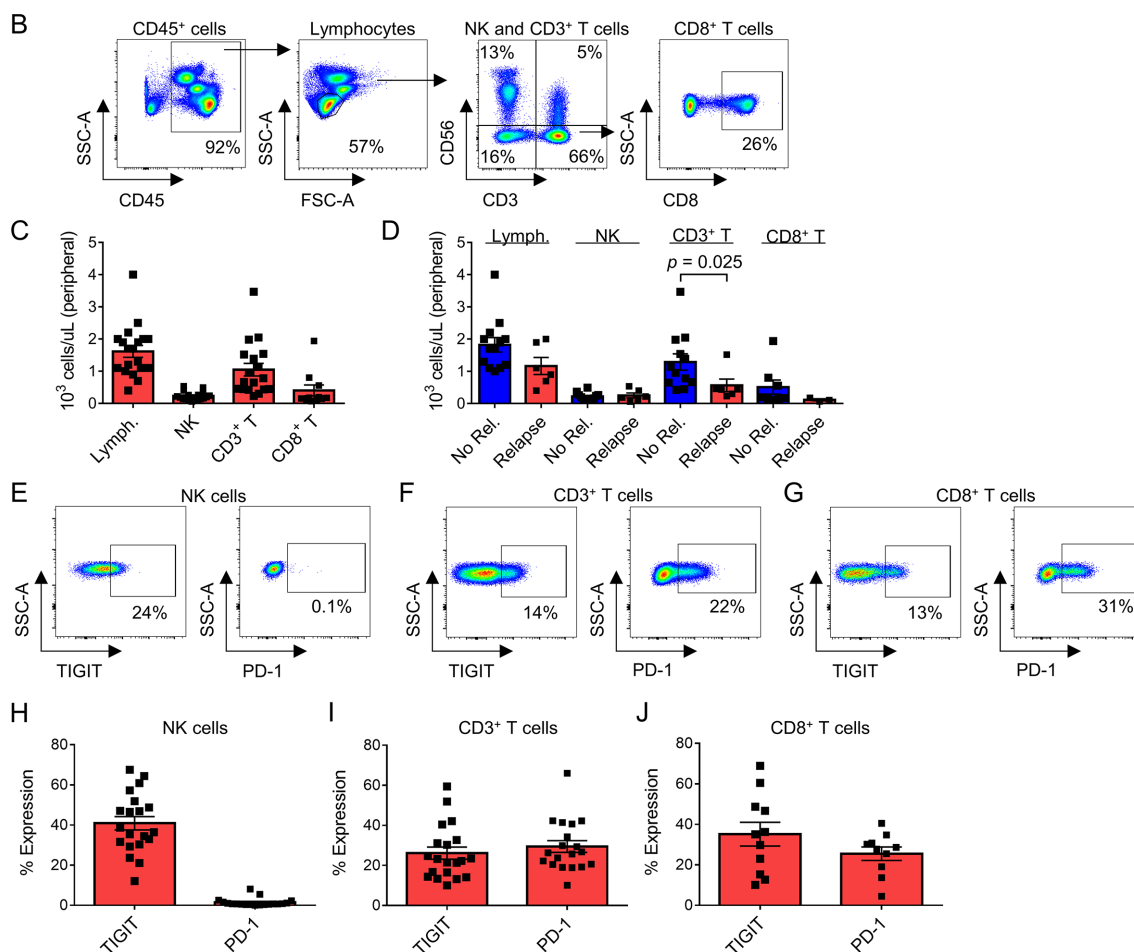 B
CD45⁺ cells
Lymphocytes
NK and CD3⁺ T cells
CD8⁺ T cells
SSC-A
92%
CD45
SSC-A
57%
FSC-A
CD56
13%
5%
16%
66%
CD3
SSC-A
26%
CD8
C
10³ cells/uL (peripheral)
5
4
3
2
1
0
Lymph.
NK
CD3⁺ T
CD8⁺ T
D
10³ cells/uL (peripheral)
5
4
3
2
1
0
Lymph.
NK
CD3⁺ T
CD8⁺ T
p = 0.025
No Rel.
Relapse
No Rel.
Relapse
No Rel.
Relapse
No Rel.
Relapse
E
NK cells
SSC-A
24%
TIGIT
SSC-A
0.1%
PD-1
F
CD3⁺ T cells
SSC-A
14%
TIGIT
SSC-A
22%
PD-1
G
CD8⁺ T cells
SSC-A
13%
TIGIT
SSC-A
31%
PD-1
H
NK cells
% Expression
80
60
40
20
0
TIGIT
PD-1
I
CD3⁺ T cells
% Expression
80
60
40
20
0
TIGIT
PD-1
J
CD8⁺ T cells
% Expression
80
60
40
20
0
TIGIT
PD-1